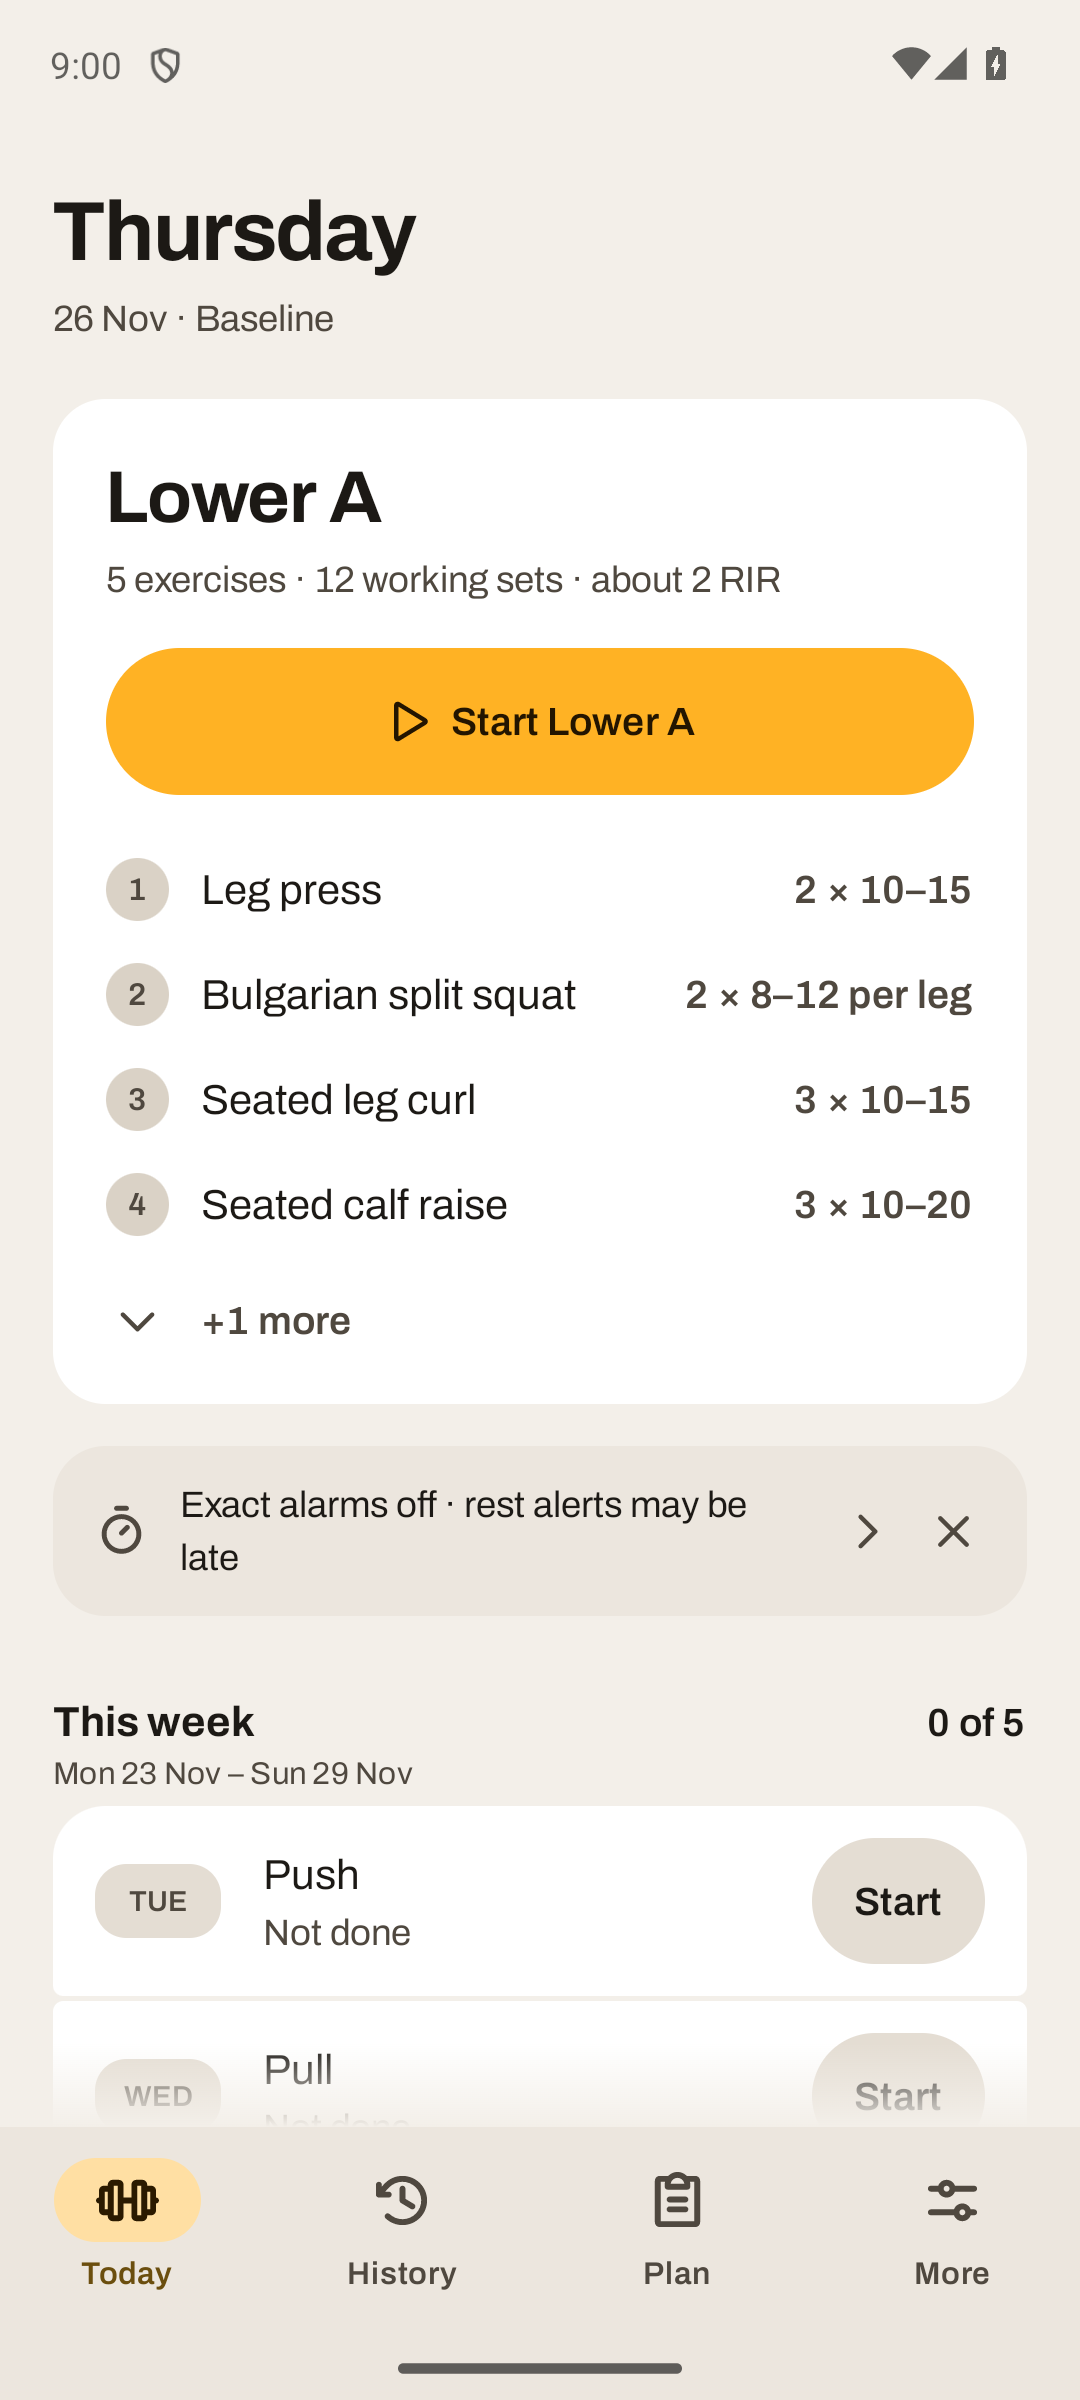 9:00
Thursday
26 Nov · Baseline
Lower A
5 exercises · 12 working sets · about 2 RIR
Start Lower A
1 Leg press 2 × 10–15
2 Bulgarian split squat 2 × 8–12 per leg
3 Seated leg curl 3 × 10–15
4 Seated calf raise 3 × 10–20
+1 more
Exact alarms off · rest alerts may be
late
This week 0 of 5
Mon 23 Nov – Sun 29 Nov
TUE Push Start
Not done
WED Pull Start
Not done
Today History Plan More